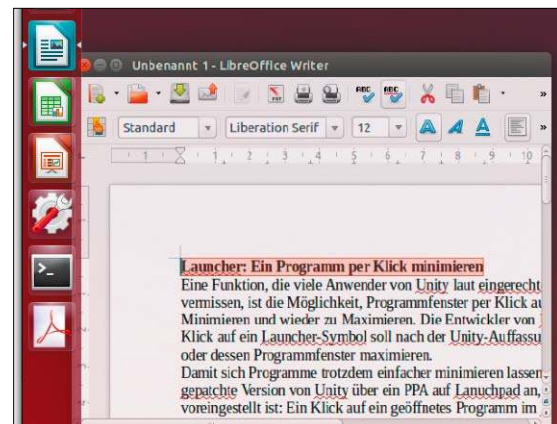 Unbenannt 1 - LibreOffice Writer
Standard Liberation Serif 12
1 1 2 3 4 5 6 7 8 9 10
Launcher: Ein Programm per Klick minimieren
Eine Funktion, die viele Anwender von Unity laut eingerecht
vermissen, ist die Möglichkeit, Programmfenster per Klick au
Minimieren und wieder zu Maximieren. Die Entwickler von
Klick auf ein Launcher-Symbol soll nach der Unity-Auffassu
oder dessen Programmfenster maximieren.
Damit sich Programme trotzdem einfacher minimieren lassen
gepatchte Version von Unity über ein PPA auf Lanuchpad an,
voreingestellt ist: Ein Klick auf ein geöffnetes Programm im